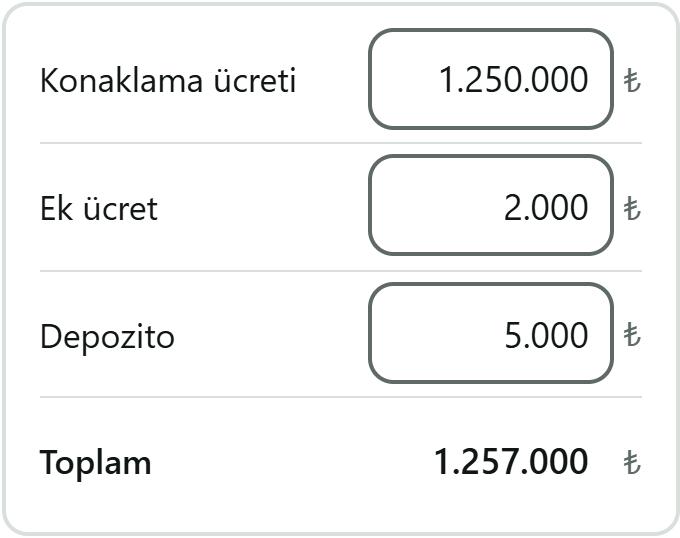 Konaklama ücreti 1.250.000 ₺
Ek ücret 2.000 ₺
Depozito 5.000 ₺
Toplam 1.257.000 ₺